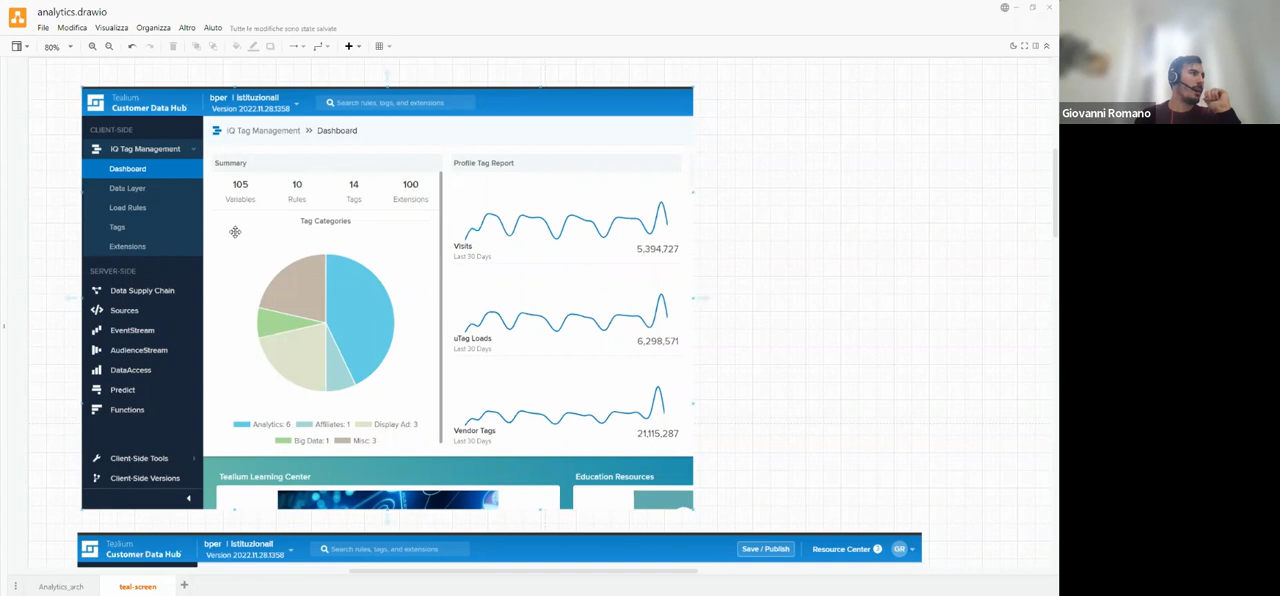 analytics.drawio
File Modifica Visualizza Organizza Altro Aiuto Tutte le modifiche sono state salvate
80%
Giovanni Romano
Tealium
Customer Data Hub
bper | istituzionali
Version 2022.11.28.1358
Search rules, tags, and extensions
CLIENT-SIDE
iQ Tag Management
Dashboard
Data Layer
Load Rules
Tags
Extensions
SERVER-SIDE
Data Supply Chain
Sources
EventStream
AudienceStream
DataAccess
Predict
Functions
Client-Side Tools
Client-Side Versions
iQ Tag Management » Dashboard
Summary
105 10 14 100
Variables Rules Tags Extensions
Tag Categories
Analytics: 6 Affiliates: 1 Display Ad: 3
Big Data: 1 Misc: 3
Profile Tag Report
Visits
Last 30 Days
5,394,727
uTag Loads
Last 30 Days
6,298,571
Vendor Tags
Last 30 Days
21,115,287
Tealium Learning Center
Education Resources
Tealium
Customer Data Hub
bper | istituzionali
Version 2022.11.28.1358
Search rules, tags, and extensions
Save / Publish
Resource Center 3
GR
Analytics_arch teal-screen